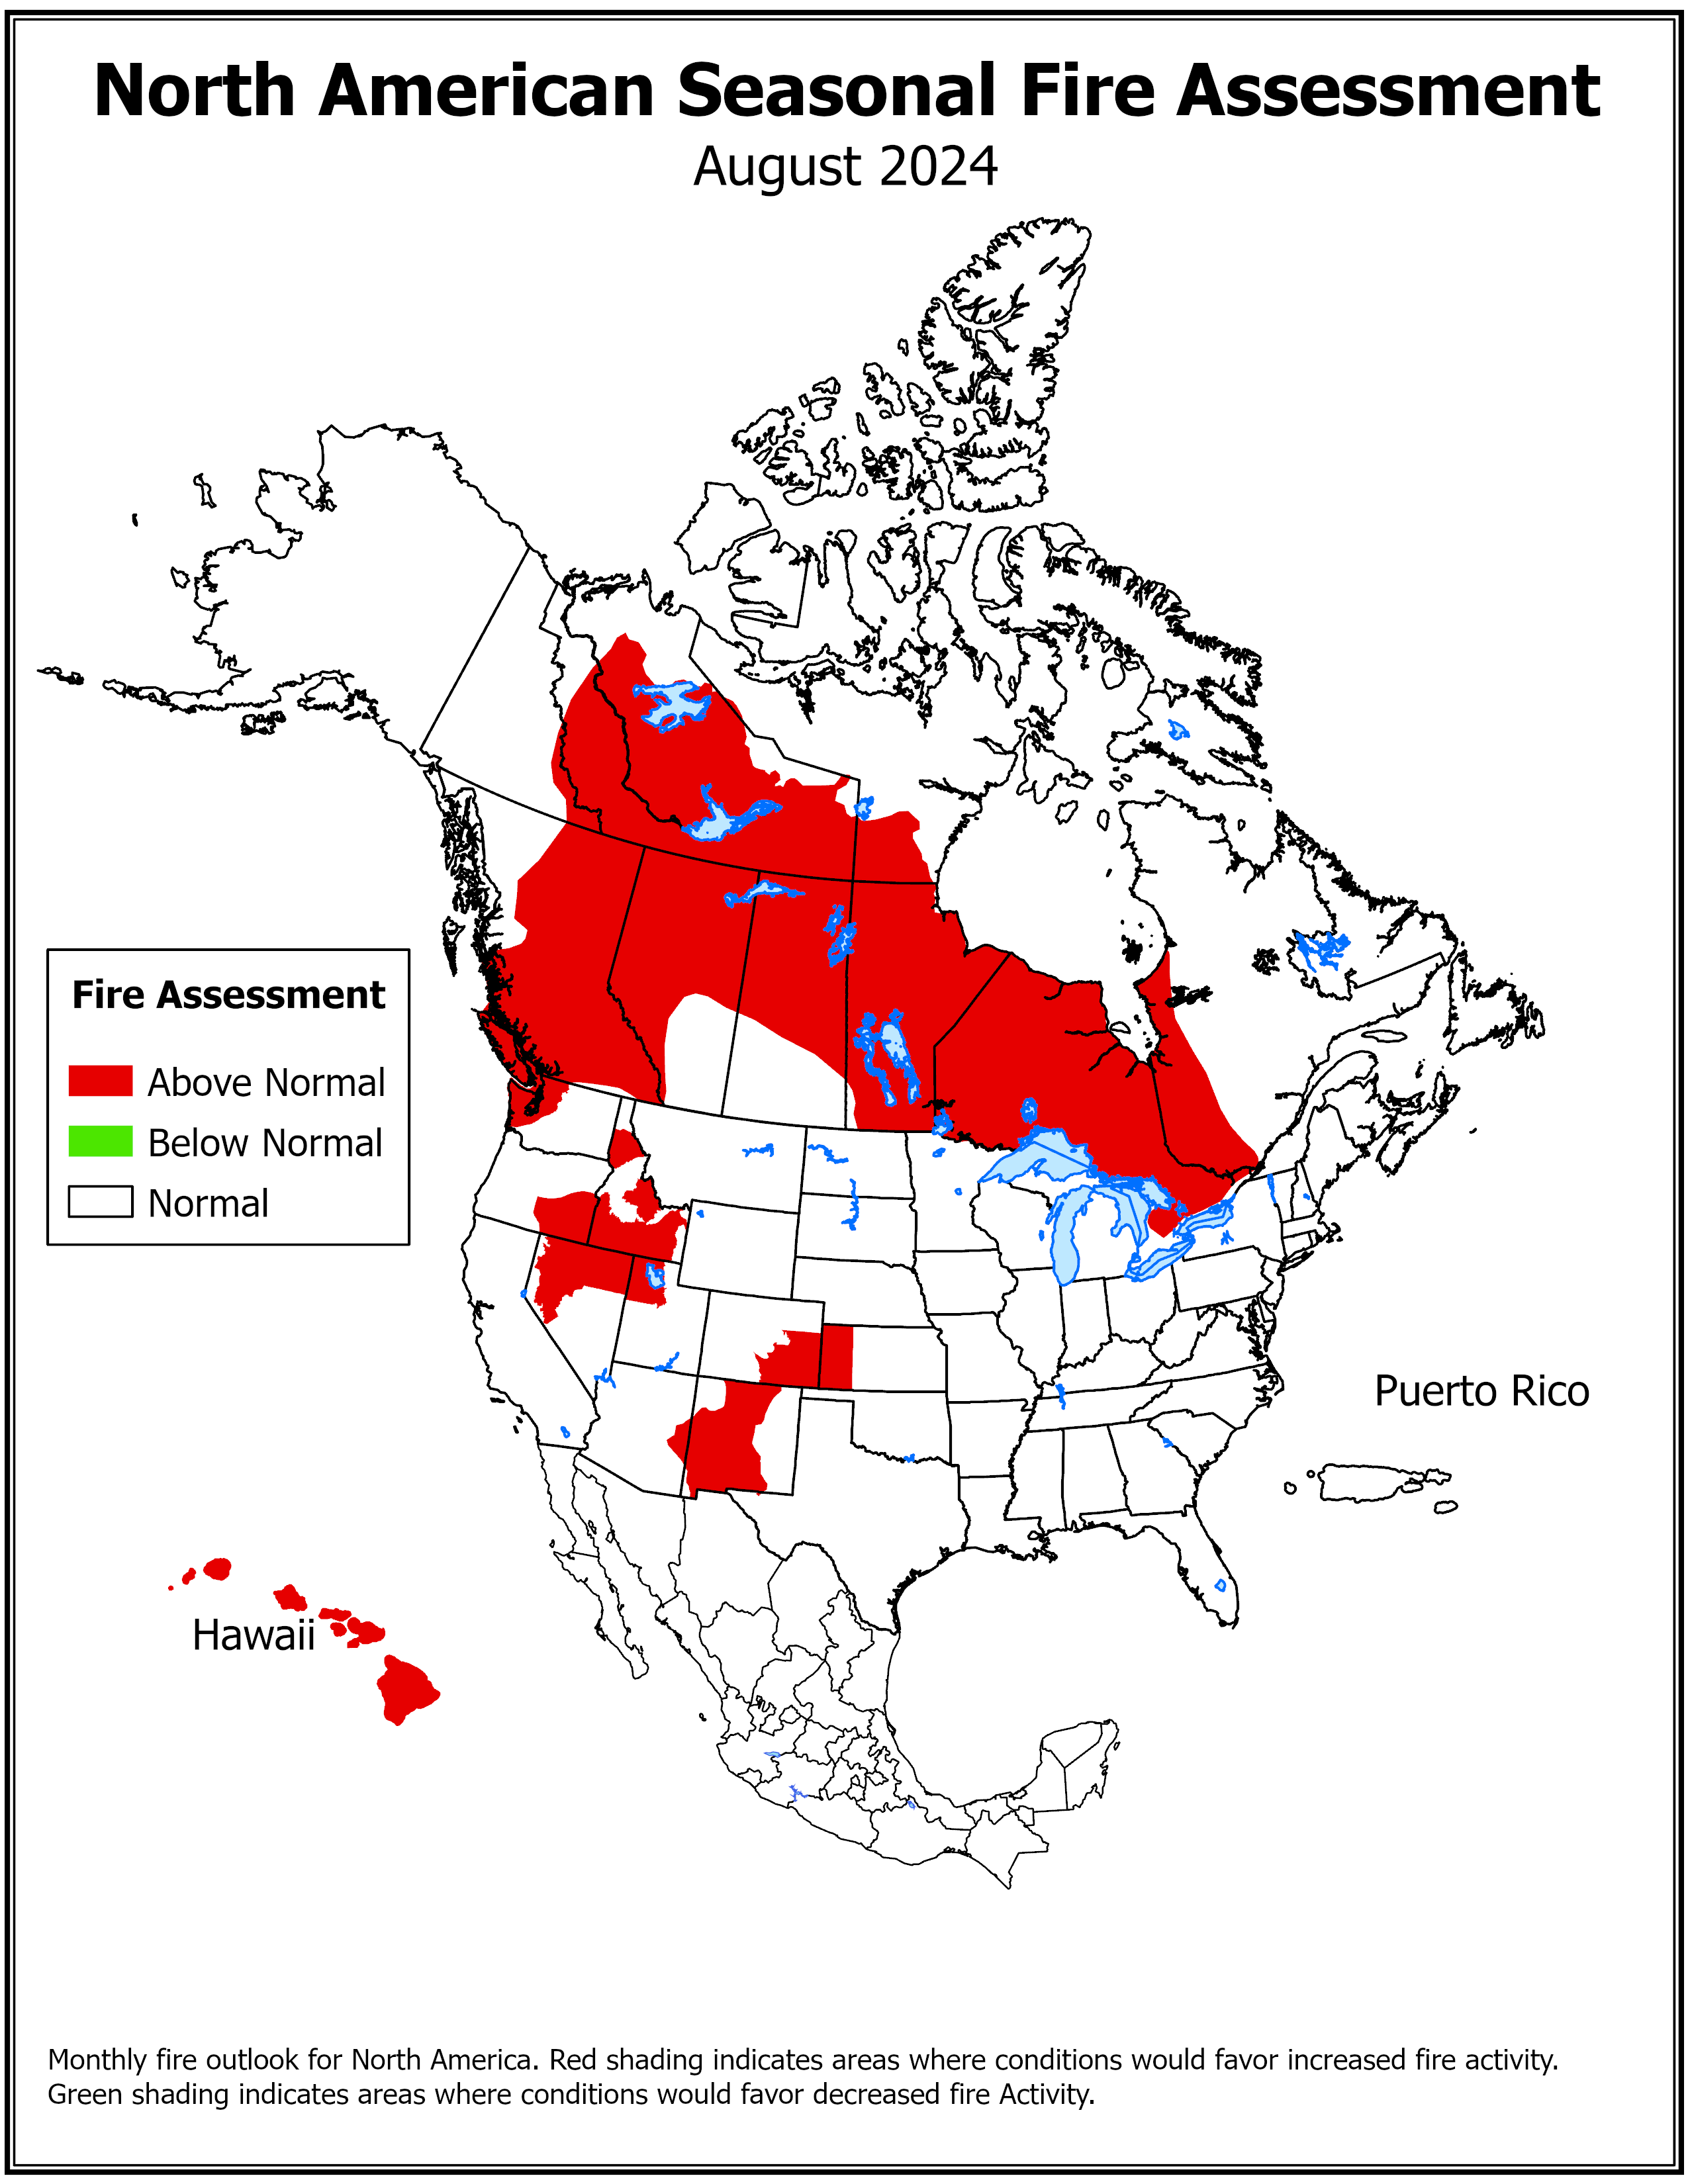 North American Seasonal Fire Assessment
August 2024
Fire Assessment
Above Normal
Below Normal
Normal
Puerto Rico
Hawaii
Monthly fire outlook for North America. Red shading indicates areas where conditions would favor increased fire activity.
Green shading indicates areas where conditions would favor decreased fire Activity.